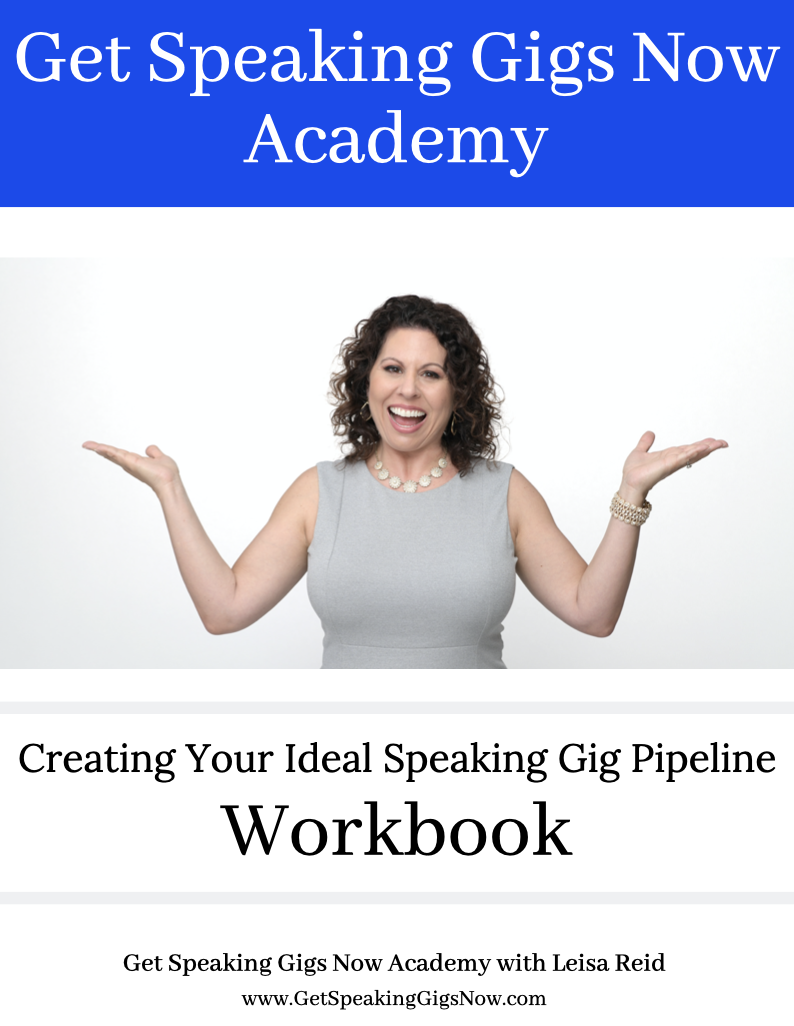 Get Speaking Gigs Now
Academy
Creating Your Ideal Speaking Gig Pipeline
Workbook
Get Speaking Gigs Now Academy with Leisa Reid
www.GetSpeakingGigsNow.com